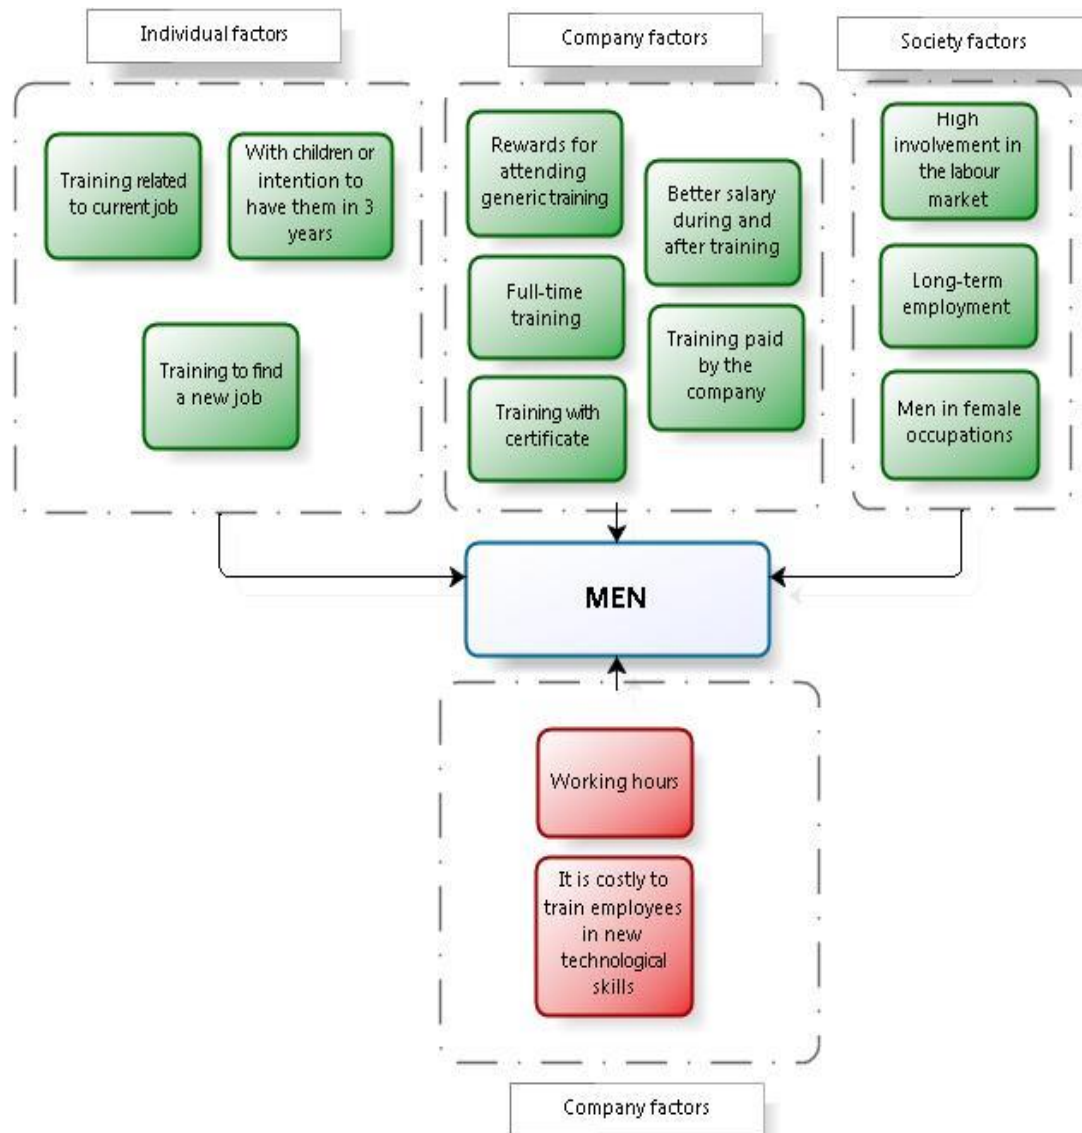 Individual factors
Company factors
Society factors
Training related
to current job
With children or
intention to
have them in 3
years
Training to find
a new job
Rewards for
attending
generic training
Full-time
training
Training with
certificate
Better salary
during and
after training
Training paid
by the
company
High
involvement in
the labour
market
Long-term
employment
Men in female
occupations
MEN
Working hours
It is costly to
train employees
in new
technological
skills
Company factors